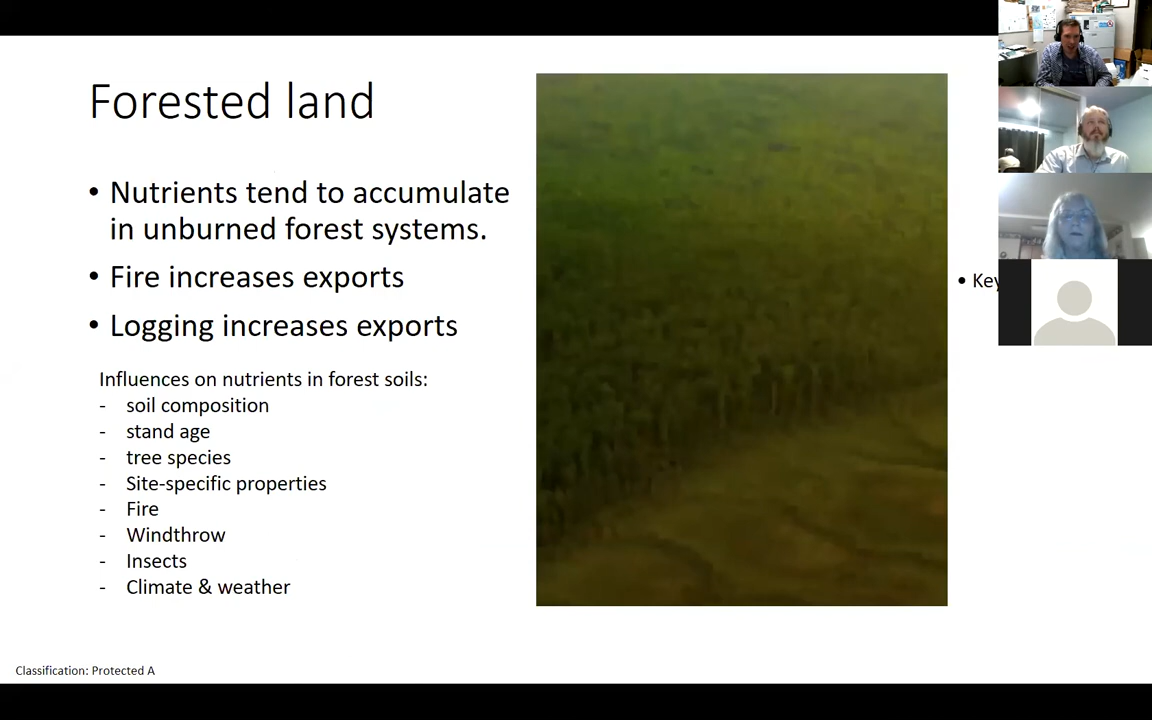 Forested land
• Nutrients tend to accumulate
in unburned forest systems.
• Fire increases exports
• Logging increases exports
Influences on nutrients in forest soils:
- soil composition
- stand age
- tree species
- Site-specific properties
- Fire
- Windthrow
- Insects
- Climate & weather
• Key
Classification: Protected A